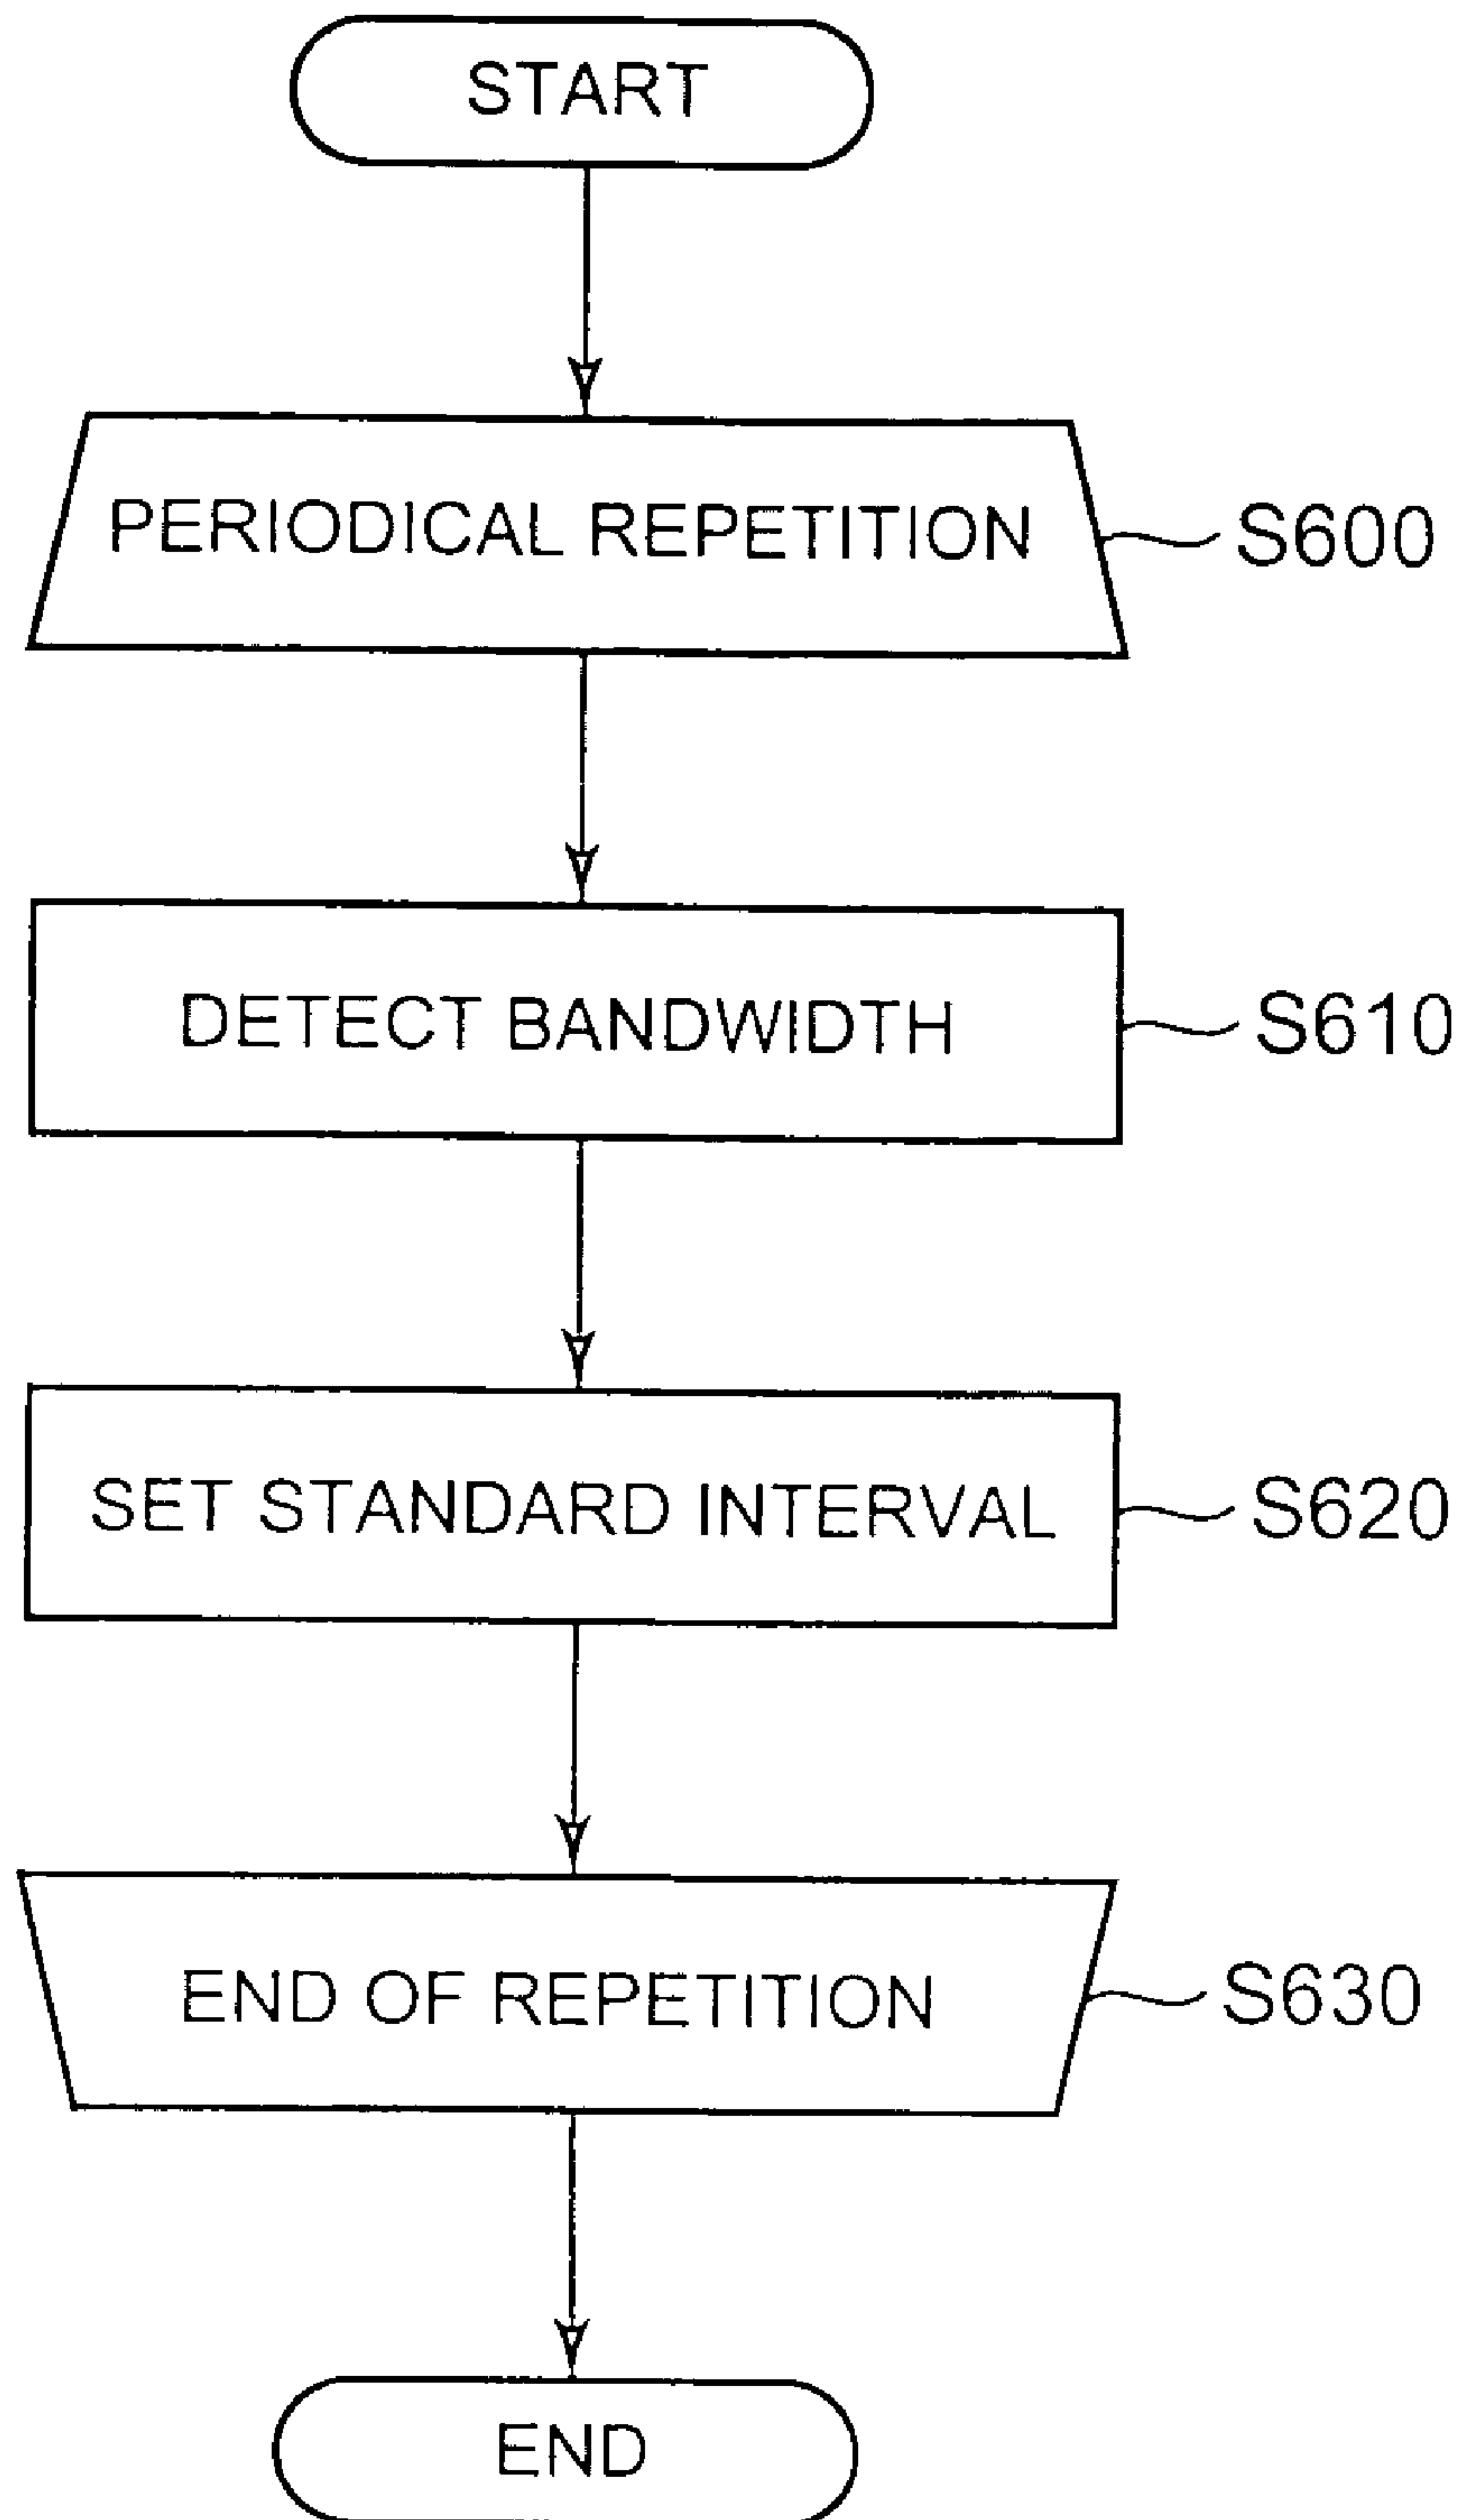 START
PERIODICAL REPETITION
S600
DETECT BANDWIDTH
S610
SET STANDARD INTERVAL
S620
END OF REPETITION
S630
END